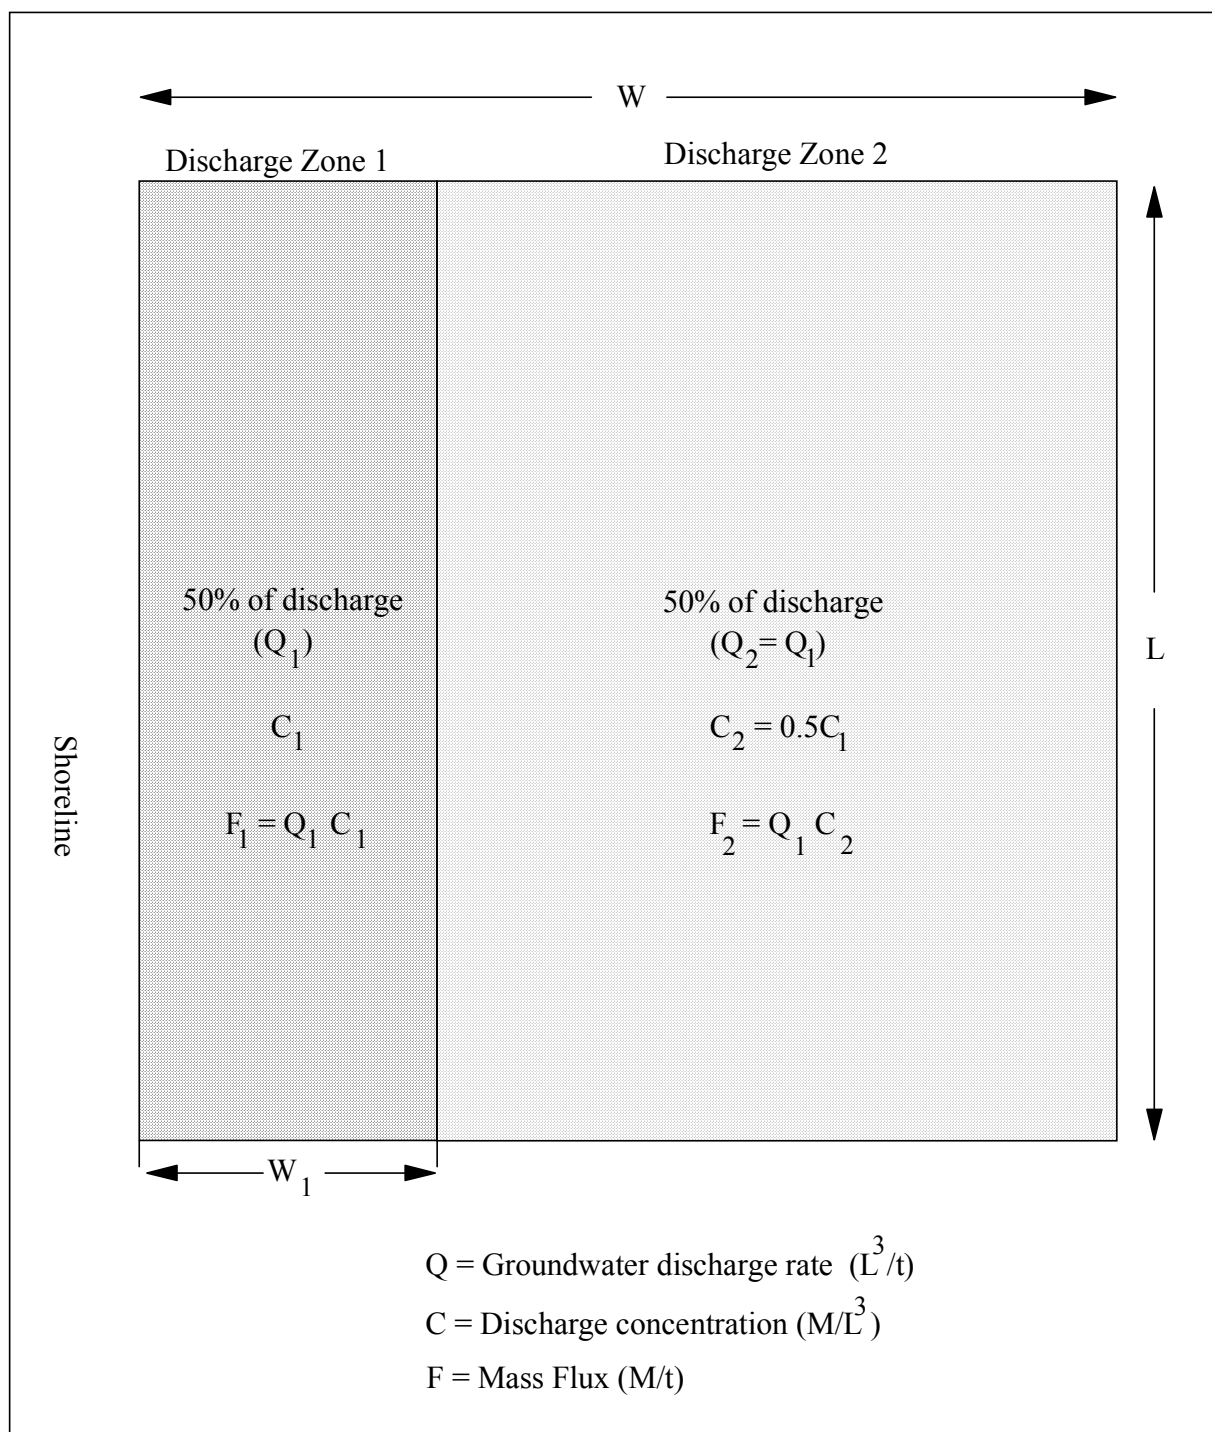 W
Discharge Zone 1
Discharge Zone 2
50% of discharge
(Q₁)
C₁
F₁ = Q₁ C₁
50% of discharge
(Q₂= Q₁)
C₂ = 0.5C₁
F₂ = Q₁ C₂
L
Shoreline
W₁
Q = Groundwater discharge rate (L³/t)
C = Discharge concentration (M/L³)
F = Mass Flux (M/t)